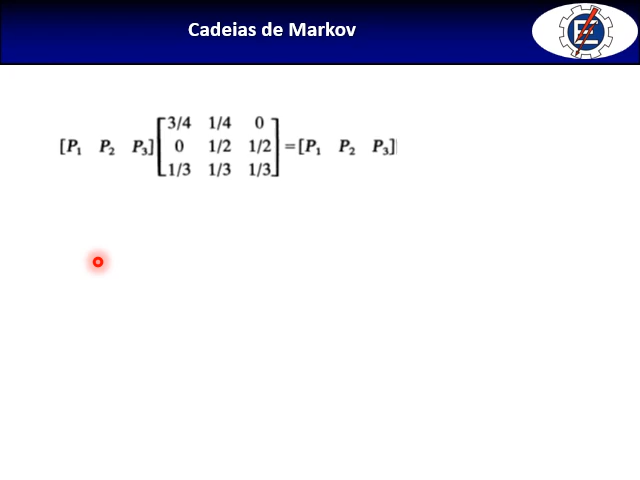 Cadeias de Markov
3/4 1/4 0
[P₁ P₂ P₃] 0 1/2 1/2 = [P₁ P₂ P₃]
1/3 1/3 1/3